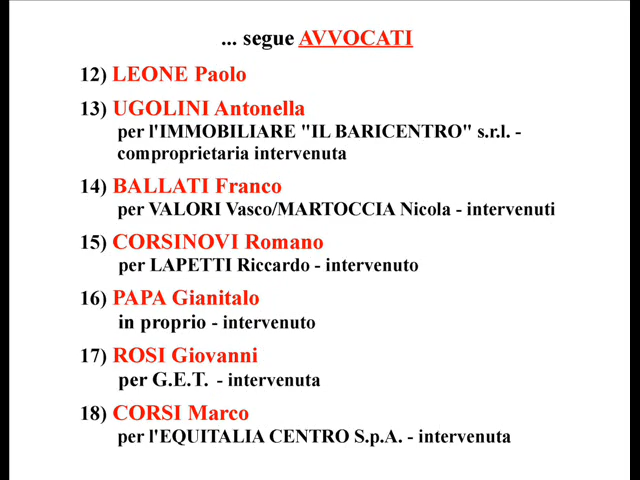 ... segue AVVOCATI
12) LEONE Paolo
13) UGOLINI Antonella
per l'IMMOBILIARE "IL BARICENTRO" s.r.l. -
comproprietaria intervenuta
14) BALLATI Franco
per VALORI Vasco/MARTOCCIA Nicola - intervenuti
15) CORSINOVI Romano
per LAPETTI Riccardo - intervenuto
16) PAPA Gianitalo
in proprio - intervenuto
17) ROSI Giovanni
per G.E.T. - intervenuta
18) CORSI Marco
per l'EQUITALIA CENTRO S.p.A. - intervenuta